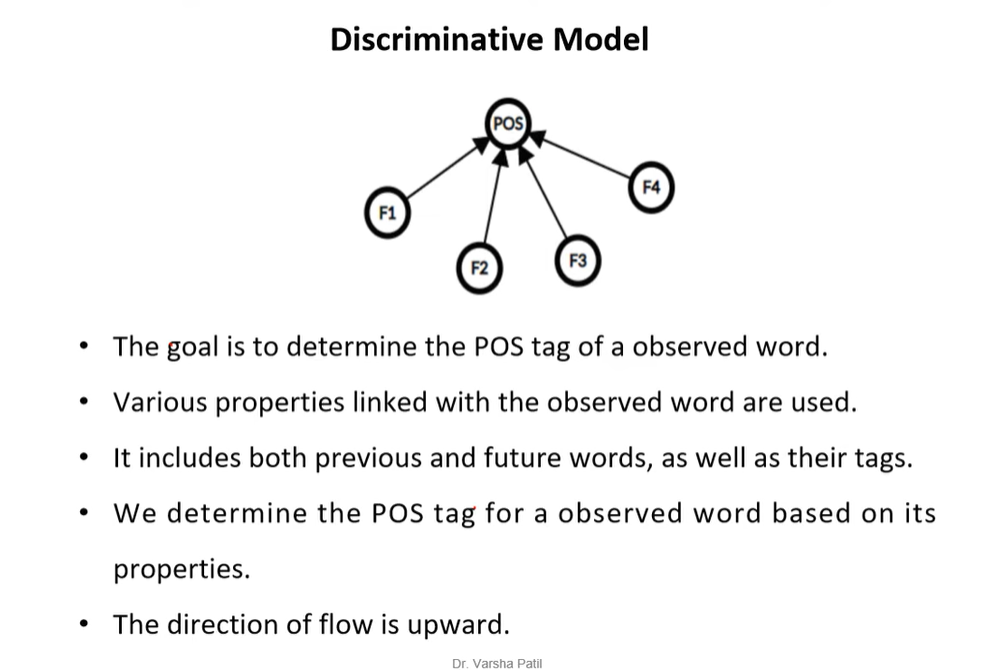 Discriminative Model
POS
F1
F2
F3
F4
• The goal is to determine the POS tag of a observed word.
• Various properties linked with the observed word are used.
• It includes both previous and future words, as well as their tags.
• We determine the POS tag for a observed word based on its
properties.
• The direction of flow is upward.
Dr. Varsha Patil